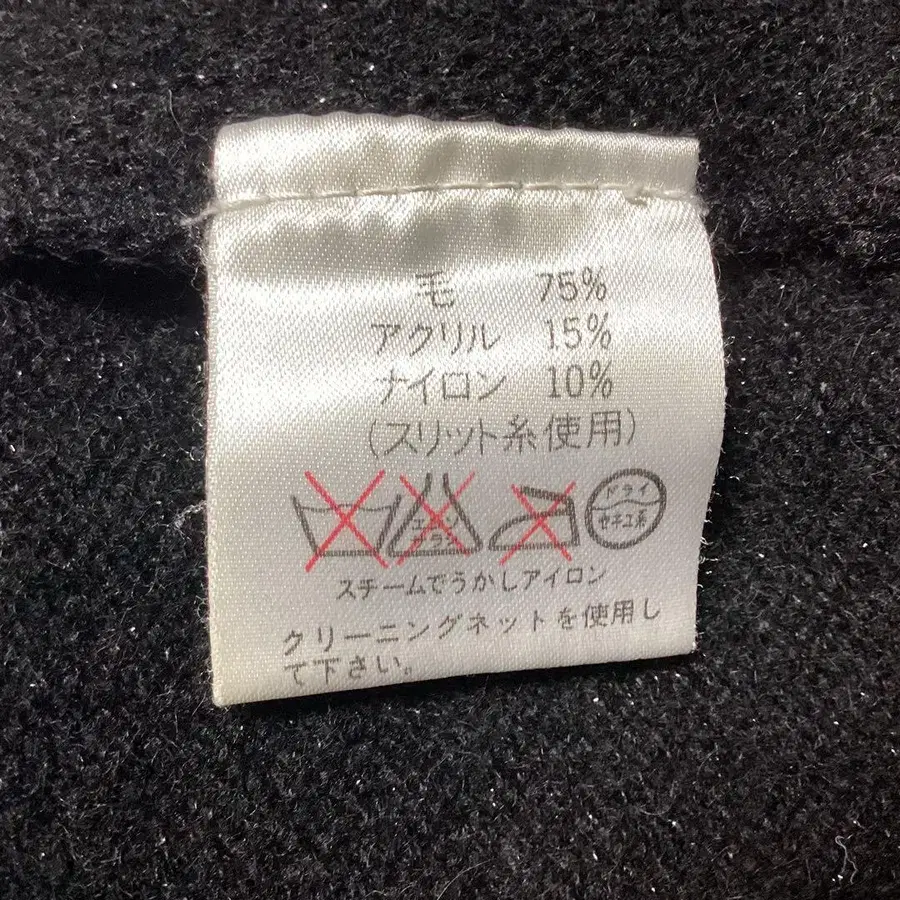 毛 75%
アクリル 15%
ナイロン 10%
(スリット糸使用)
エンソ
サラシ
ドライ
セキユ系
スチームでうかしアイロン
クリーニングネットを使用し
て下さい。